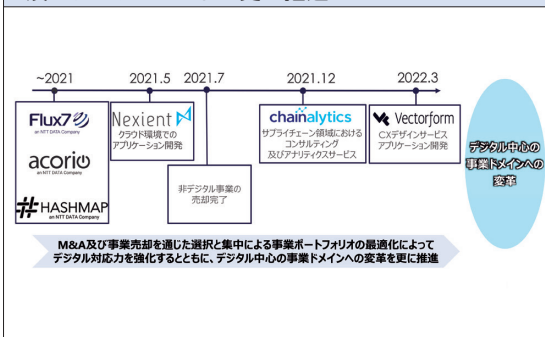 ~2021
2021.5
2021.7
2021.12
2022.3
Flux7
an NTT DATA Company
acorio
an NTT DATA Company
HASHMAP
an NTT DATA Company
Nexient
クラウド環境での
アプリケーション開発
非デジタル事業の
売却完了
chainalytics
サプライチェーン領域における
コンサルティング
及びアナリティクスサービス
Vectorform
CXデザインサービス
アプリケーション開発
デジタル中心の
事業ドメインへの
変革
M&A及び事業売却を通じた選択と集中による事業ポートフォリオの最適化によって
デジタル対応力を強化するとともに、デジタル中心の事業ドメインへの変革を更に推進